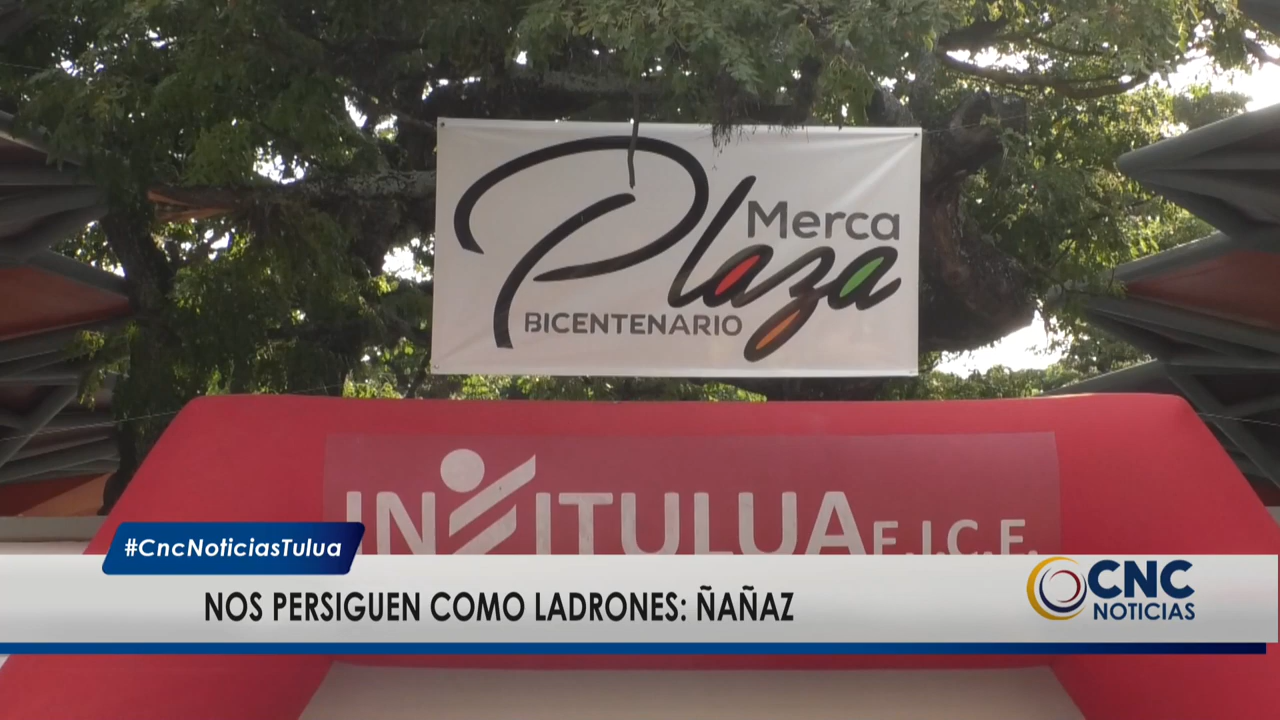 Merca
Plaza
BICENTENARIO
INFITULUA E.I.C.E.
#CncNoticiasTulua
NOS PERSIGUEN COMO LADRONES: ÑAÑAZ
CNC
NOTICIAS